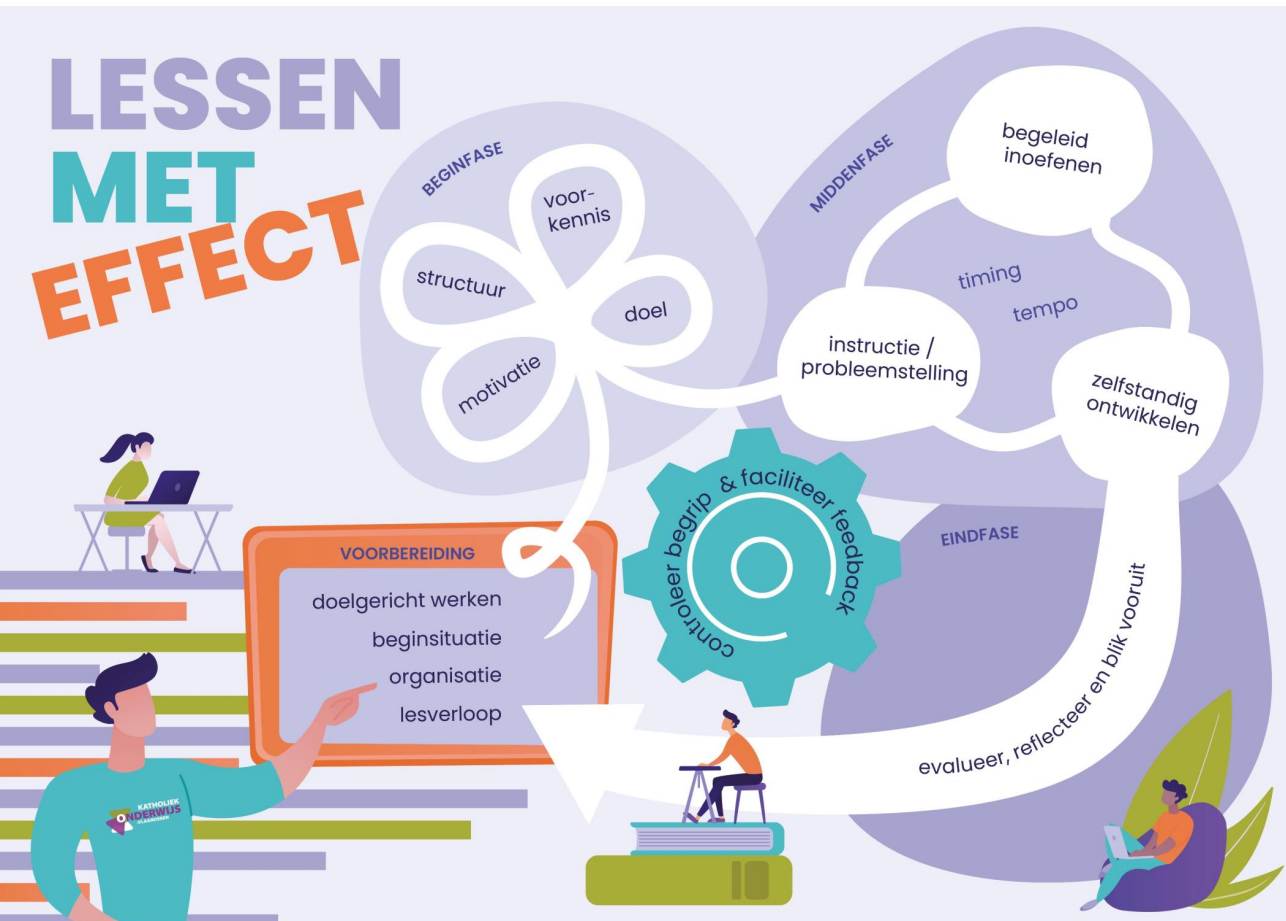 LESSEN
MET
EFFECT
BEGINFASE
voor-
kennis
structuur
doel
motivatie
MIDDENFASE
begeleid
inoefenen
timing
tempo
instructie /
probleemstelling
zelfstandig
ontwikkelen
controleer begrip & faciliteer feedback
VOORBEREIDING
doelgericht werken
beginsituatie
organisatie
lesverloop
EINDFASE
evalueer, reflecteer en blik vooruit
KATHOLIEK
ONDERWIJS
VLAANDEREN